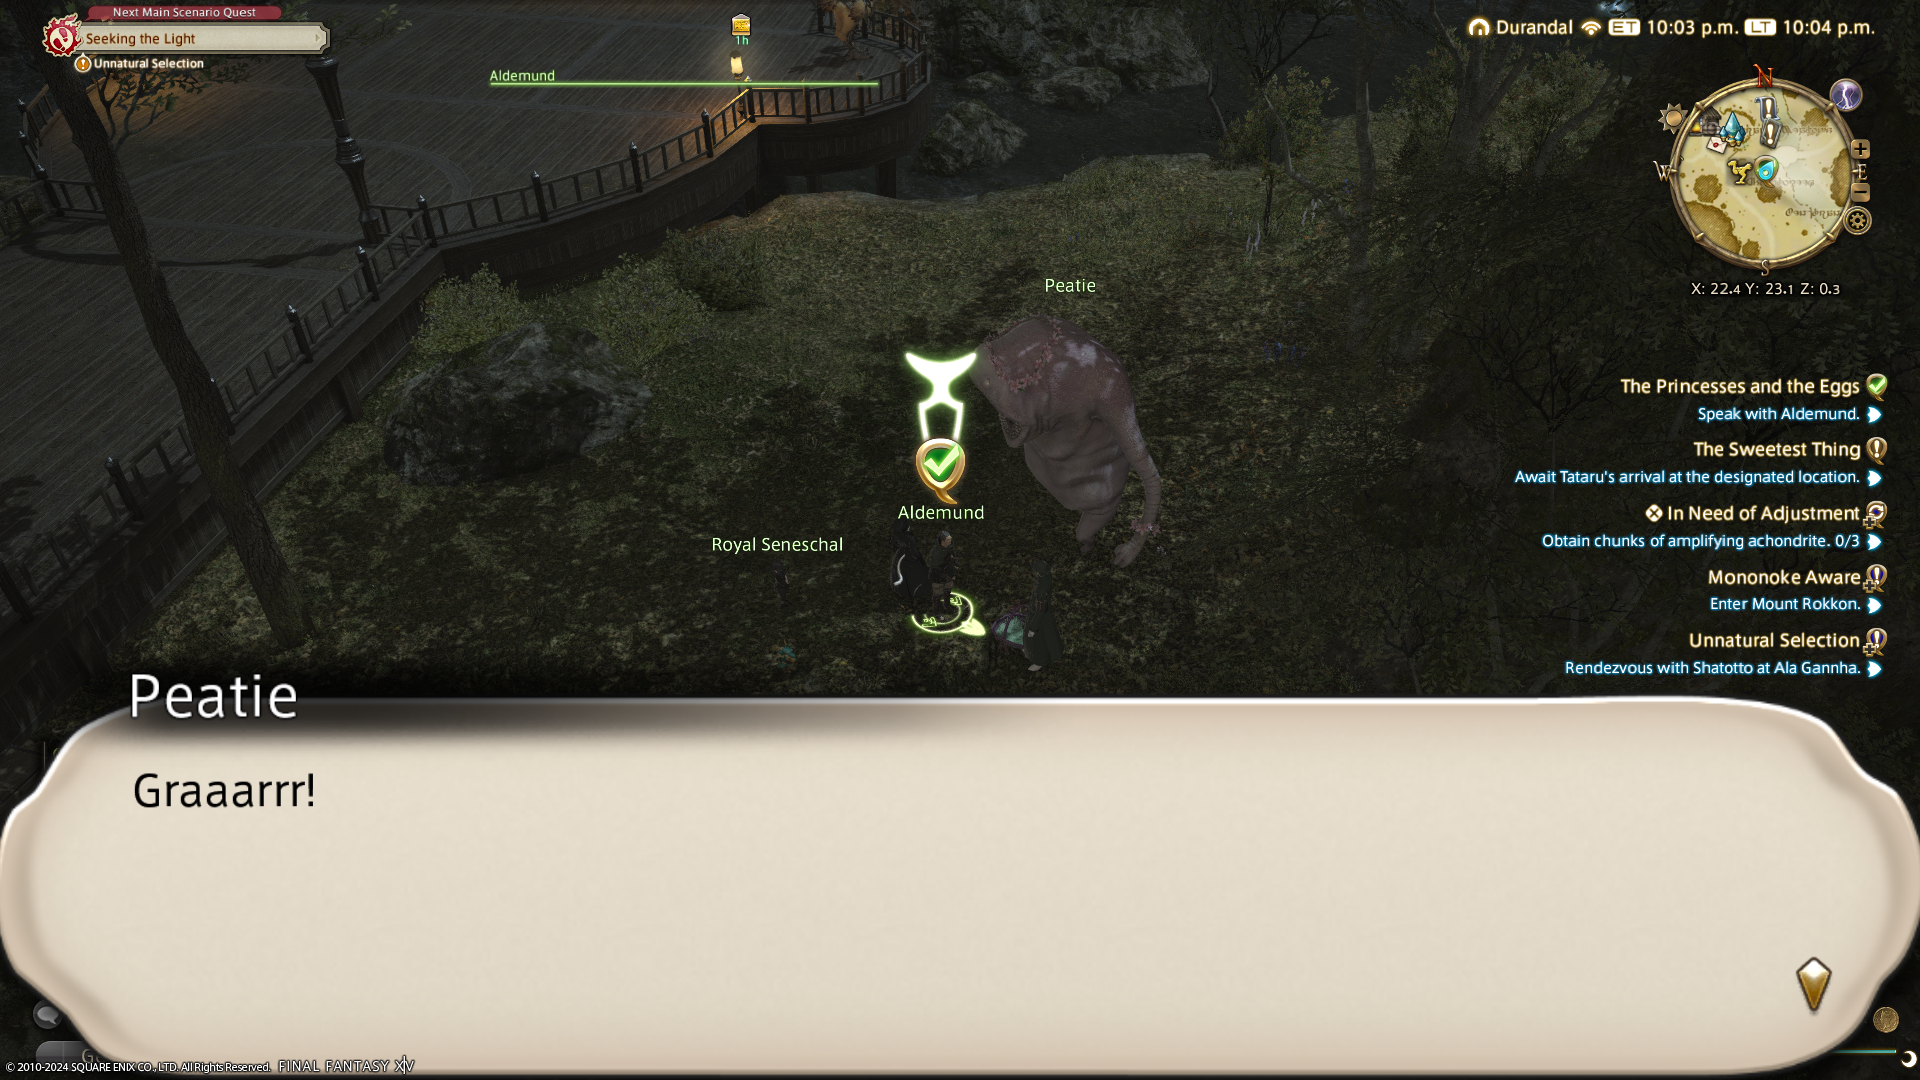 Next Main Scenario Quest
Seeking the Light
Unnatural Selection
1h
Aldemund
Durandal ET 10:03 p.m. LT 10:04 p.m.
N
W
E
S
X: 22.4 Y: 23.1 Z: 0.3
The Princesses and the Eggs
Speak with Aldemund.
The Sweetest Thing
Await Tataru's arrival at the designated location.
In Need of Adjustment
Obtain chunks of amplifying achondrite. 0/3
Mononoke Aware
Enter Mount Rokkon.
Unnatural Selection
Rendezvous with Shatotto at Ala Gannha.
Peatie
Aldemund
Royal Seneschal
Peatie
Graaarrr!
© 2010-2024 SQUARE ENIX CO., LTD. All Rights Reserved. FINAL FANTASY XIV